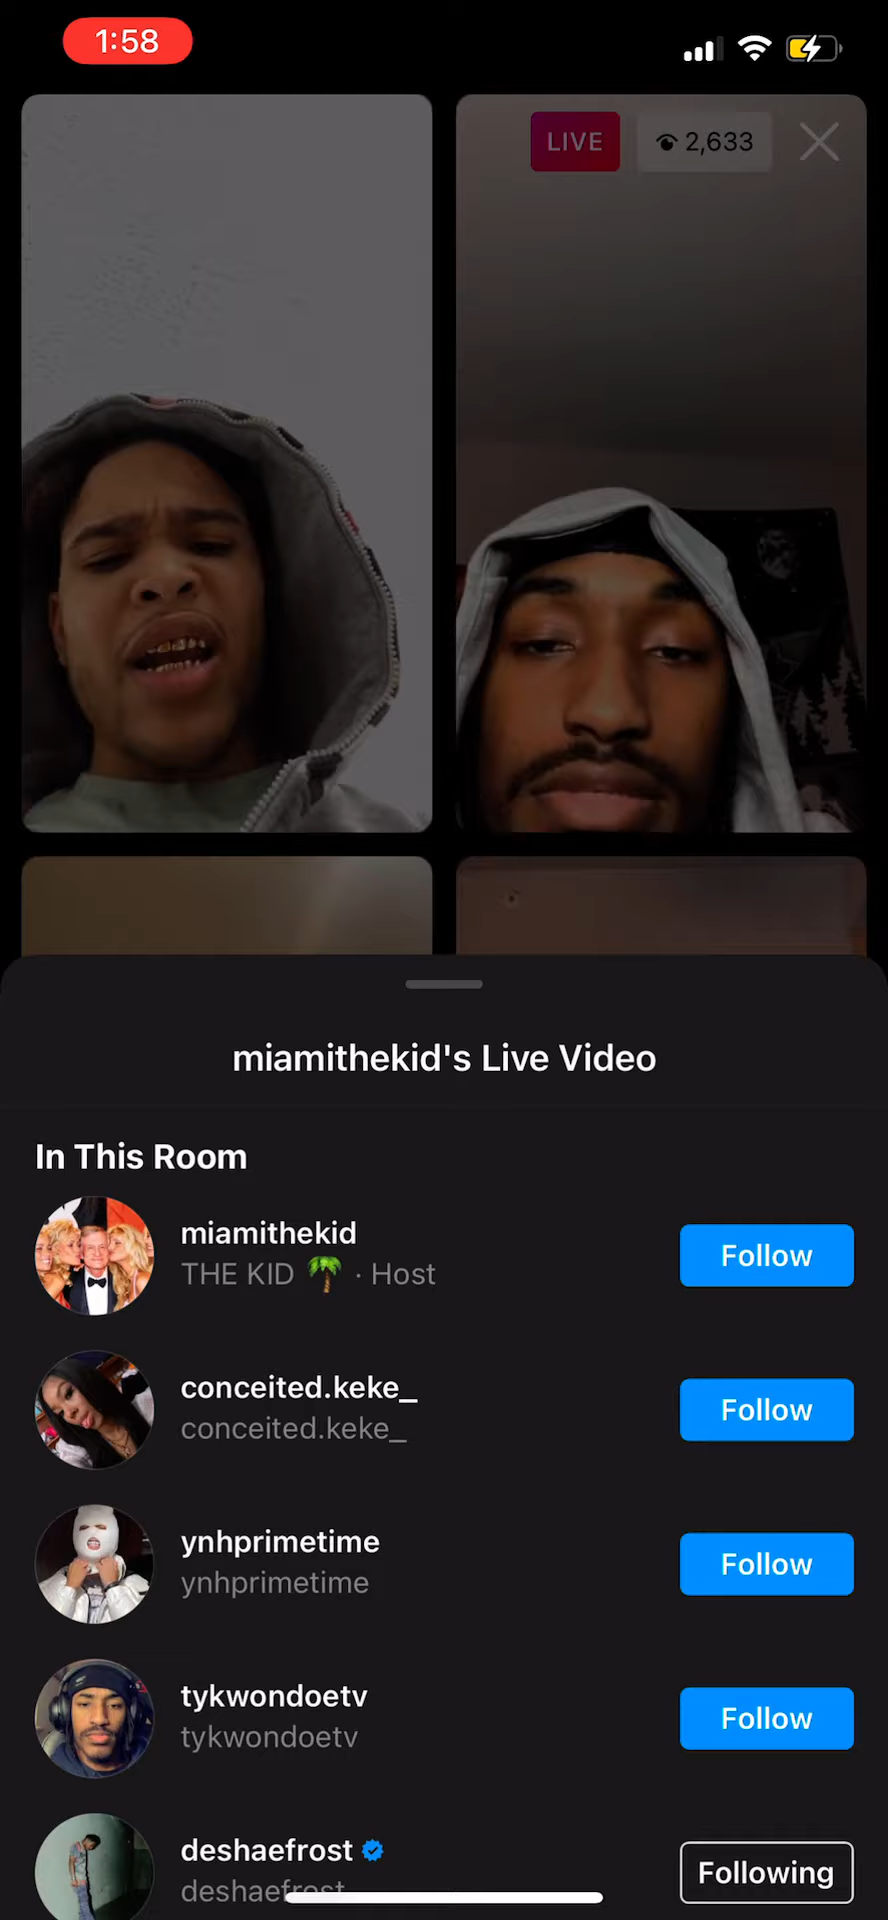 1:58
LIVE 2,633
miamithekid's Live Video
In This Room
miamithekid
THE KID 🌴 · Host
Follow
conceited.keke_
conceited.keke_
Follow
ynhprimetime
ynhprimetime
Follow
tykwondoetv
tykwondoetv
Follow
deshaefrost
deshaefrost
Following